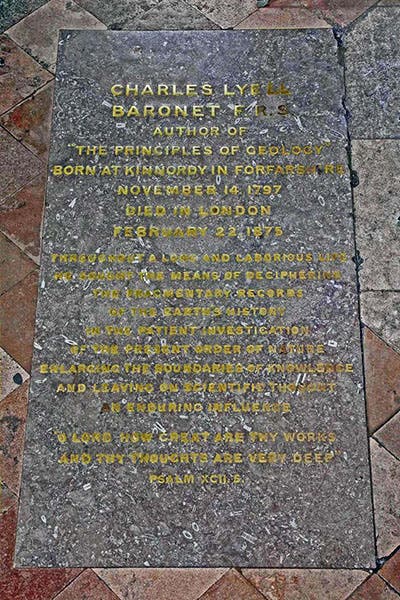 CHARLES LYELL
BARONET F.R.S
AUTHOR OF
"THE PRINCIPLES OF GEOLOGY"
BORN AT KINNORDY IN FORFARSHIRE
NOVEMBER 14. 1797
DIED IN LONDON
FEBRUARY 22. 1875
THROUGHOUT A LONG AND LABORIOUS LIFE
HE SOUGHT THE MEANS OF DECIPHERING
THE FRAGMENTARY RECORDS
OF THE EARTH'S HISTORY
IN THE PATIENT INVESTIGATION
OF THE PRESENT ORDER OF NATURE
ENLARGING THE BOUNDARIES OF KNOWLEDGE
AND LEAVING ON SCIENTIFIC THOUGHT
AN ENDURING INFLUENCE
"O LORD HOW GREAT ARE THY WORKS
AND THY THOUGHTS ARE VERY DEEP"
PSALM XCII. 5.